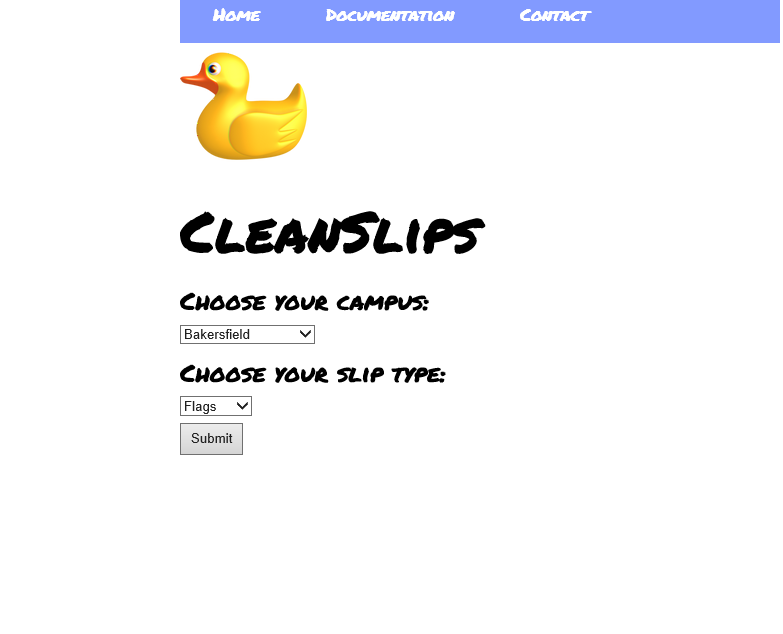 Home Documentation Contact
CleanSlips
Choose your campus:
Bakersfield
Choose your slip type:
Flags
Submit